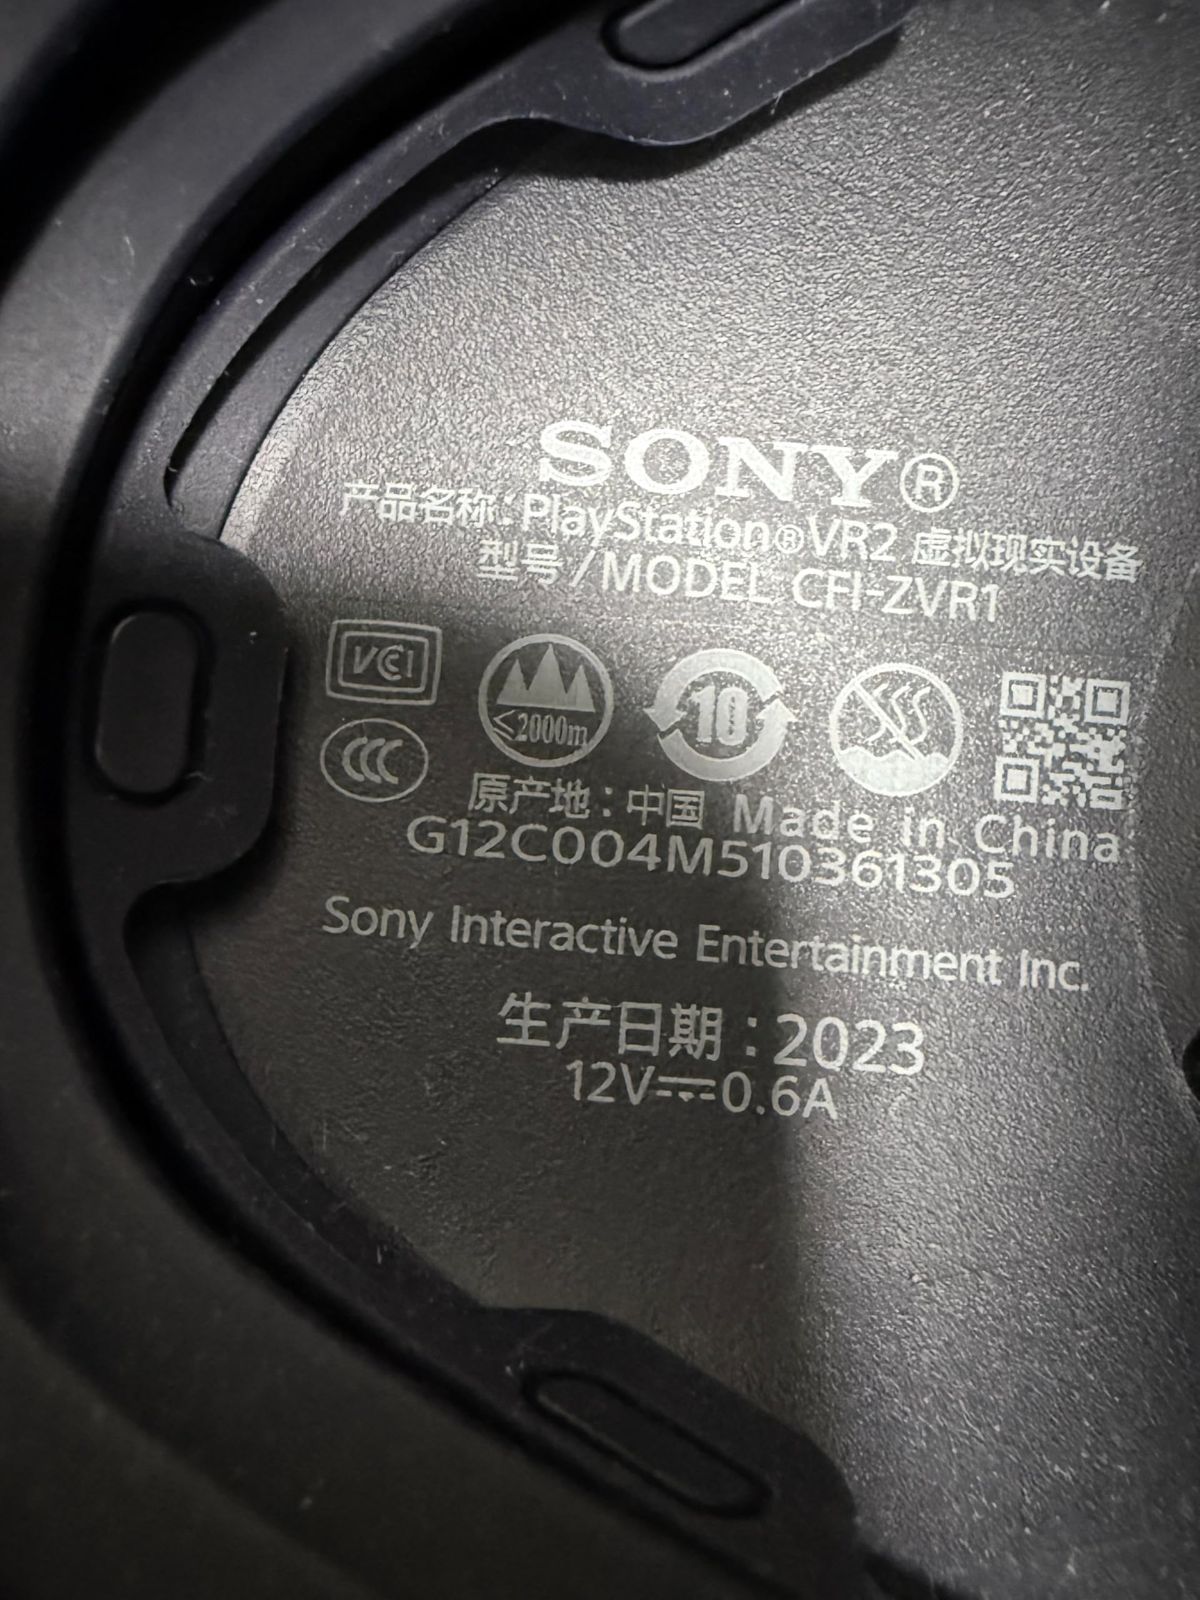 SONY®
产品名称：PlayStation®VR2 虚拟现实设备
型号/MODEL CFI-ZVR1
VCCI
≤2000m
10
CCC
原产地：中国 Made in China
G12C004M510361305
Sony Interactive Entertainment Inc.
生产日期：2023
12V⎓0.6A